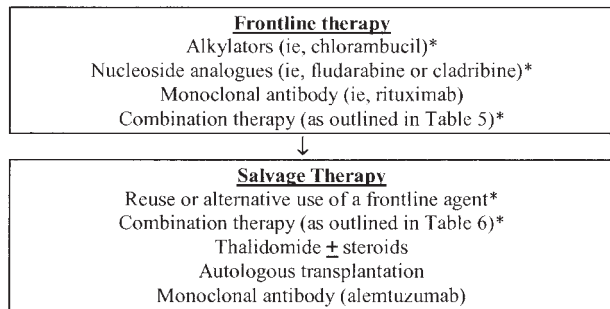 Frontline therapy
Alkylators (ie, chlorambucil)*
Nucleoside analogues (ie, fludarabine or cladribine)*
Monoclonal antibody (ie, rituximab)
Combination therapy (as outlined in Table 5)*
↓
Salvage Therapy
Reuse or alternative use of a frontline agent*
Combination therapy (as outlined in Table 6)*
Thalidomide ± steroids
Autologous transplantation
Monoclonal antibody (alemtuzumab)